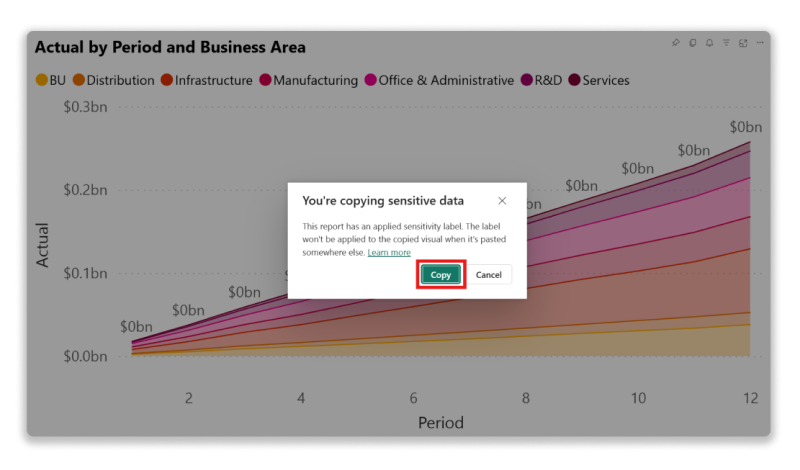 Actual by Period and Business Area
BU Distribution Infrastructure Manufacturing Office & Administrative R&D Services
$0.3bn
$0bn
$0bn
$0bn
$0.2bn
$0bn
You're copying sensitive data
bn
This report has an applied sensitivity label. The label
won't be applied to the copied visual when it's pasted
somewhere else. Learn more
Copy Cancel
Actual
$0.1bn
$0bn
$0bn
$0bn
$0.0bn
2 4 6 8 10 12
Period